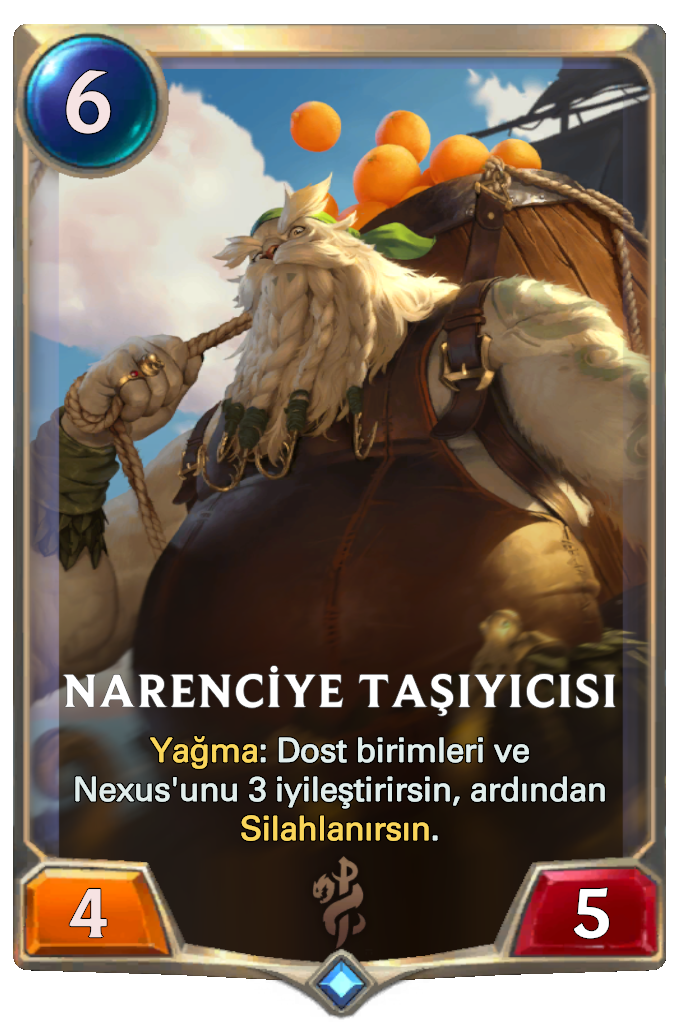 6
NARENCİYE TAŞIYICISI
Yağma: Dost birimleri ve
Nexus'unu 3 iyileştirirsin, ardından
Silahlanırsın.
4
5